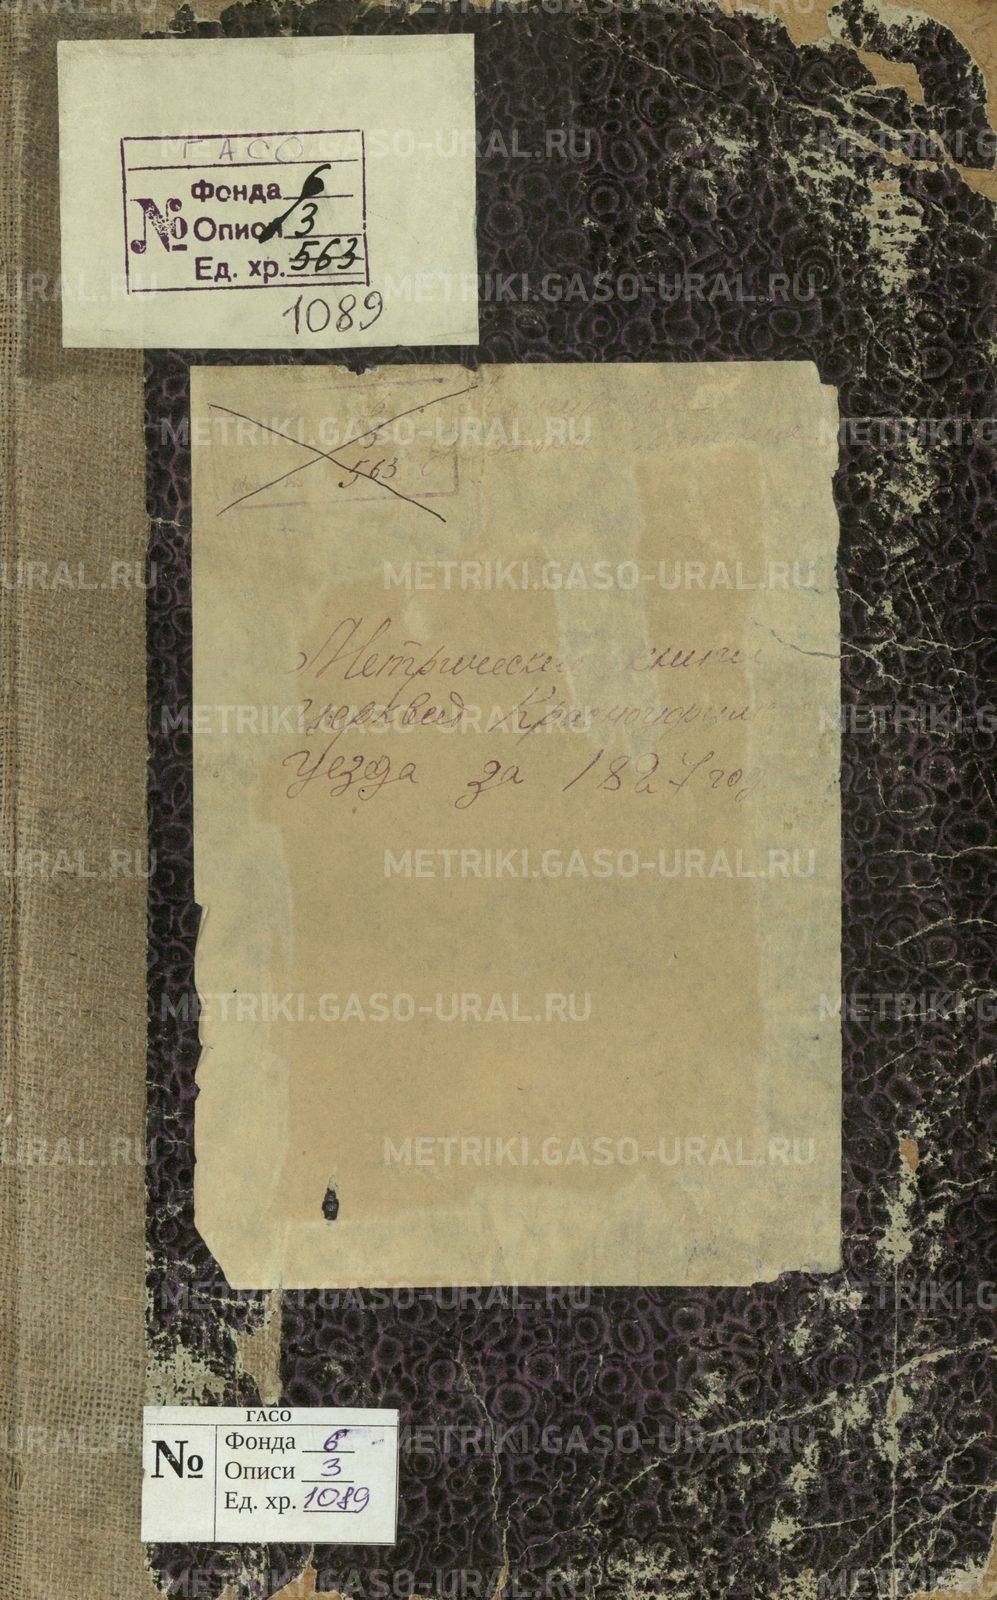 ГАСО
№
Фонда 6
Описи 3
Ед. хр. 563
1089
563
Метрические книги
церквей Красноуфим
уезда за 1827 год
ГАСО
№
Фонда 6
Описи 3
Ед. хр. 1089
METRIKI.GASO-URAL.RU